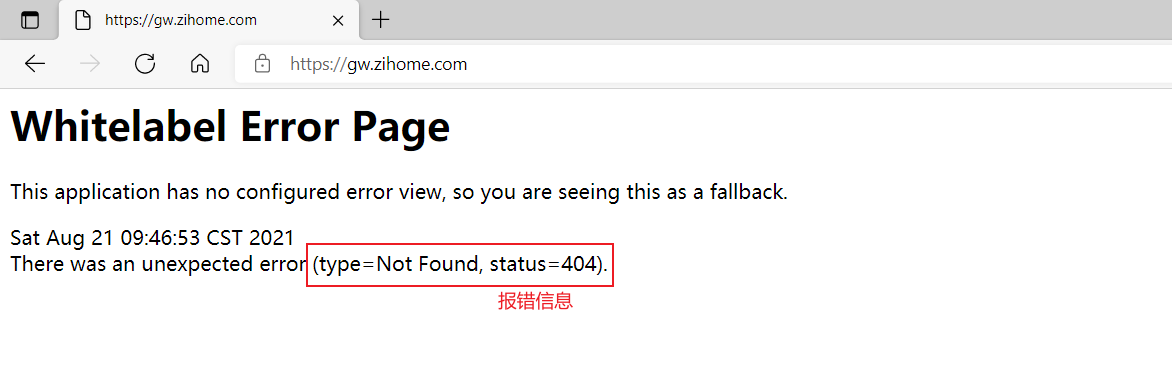 https://gw.zihome.com
https://gw.zihome.com
Whitelabel Error Page
This application has no configured error view, so you are seeing this as a fallback.
Sat Aug 21 09:46:53 CST 2021
There was an unexpected error (type=Not Found, status=404).
报错信息